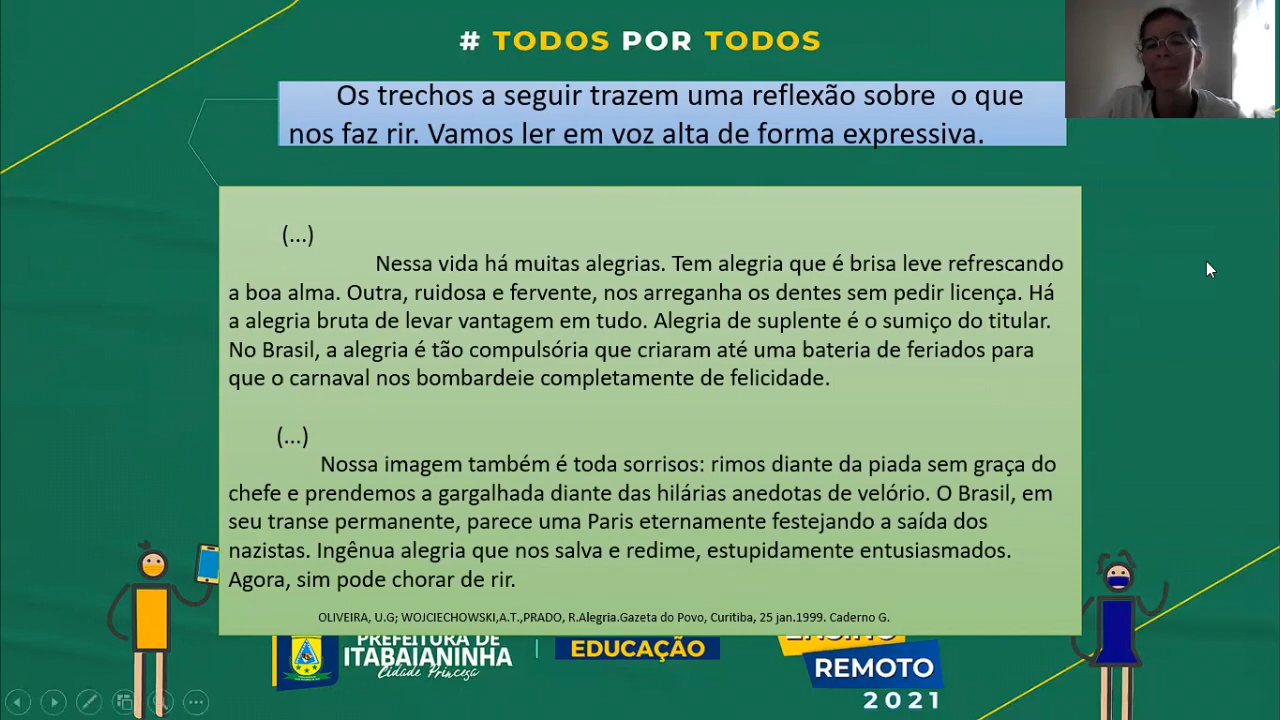 # TODOS POR TODOS
Os trechos a seguir trazem uma reflexão sobre o que
nos faz rir. Vamos ler em voz alta de forma expressiva.
(...)
Nessa vida há muitas alegrias. Tem alegria que é brisa leve refrescando
a boa alma. Outra, ruidosa e fervente, nos arreganha os dentes sem pedir licença. Há
a alegria bruta de levar vantagem em tudo. Alegria de suplente é o sumiço do titular.
No Brasil, a alegria é tão compulsória que criaram até uma bateria de feriados para
que o carnaval nos bombardeie completamente de felicidade.
(...)
Nossa imagem também é toda sorrisos: rimos diante da piada sem graça do
chefe e prendemos a gargalhada diante das hilárias anedotas de velório. O Brasil, em
seu transe permanente, parece uma Paris eternamente festejando a saída dos
nazistas. Ingênua alegria que nos salva e redime, estupidamente entusiasmados.
Agora, sim pode chorar de rir.
OLIVEIRA, U.G; WOJCIECHOWSKI,A.T.,PRADO, R.Alegria.Gazeta do Povo, Curitiba, 25 jan.1999. Caderno G.
PREFEITURA DE
ITABAIANINHA
Cidade Princesa
EDUCAÇÃO
ENSINO
REMOTO
2021